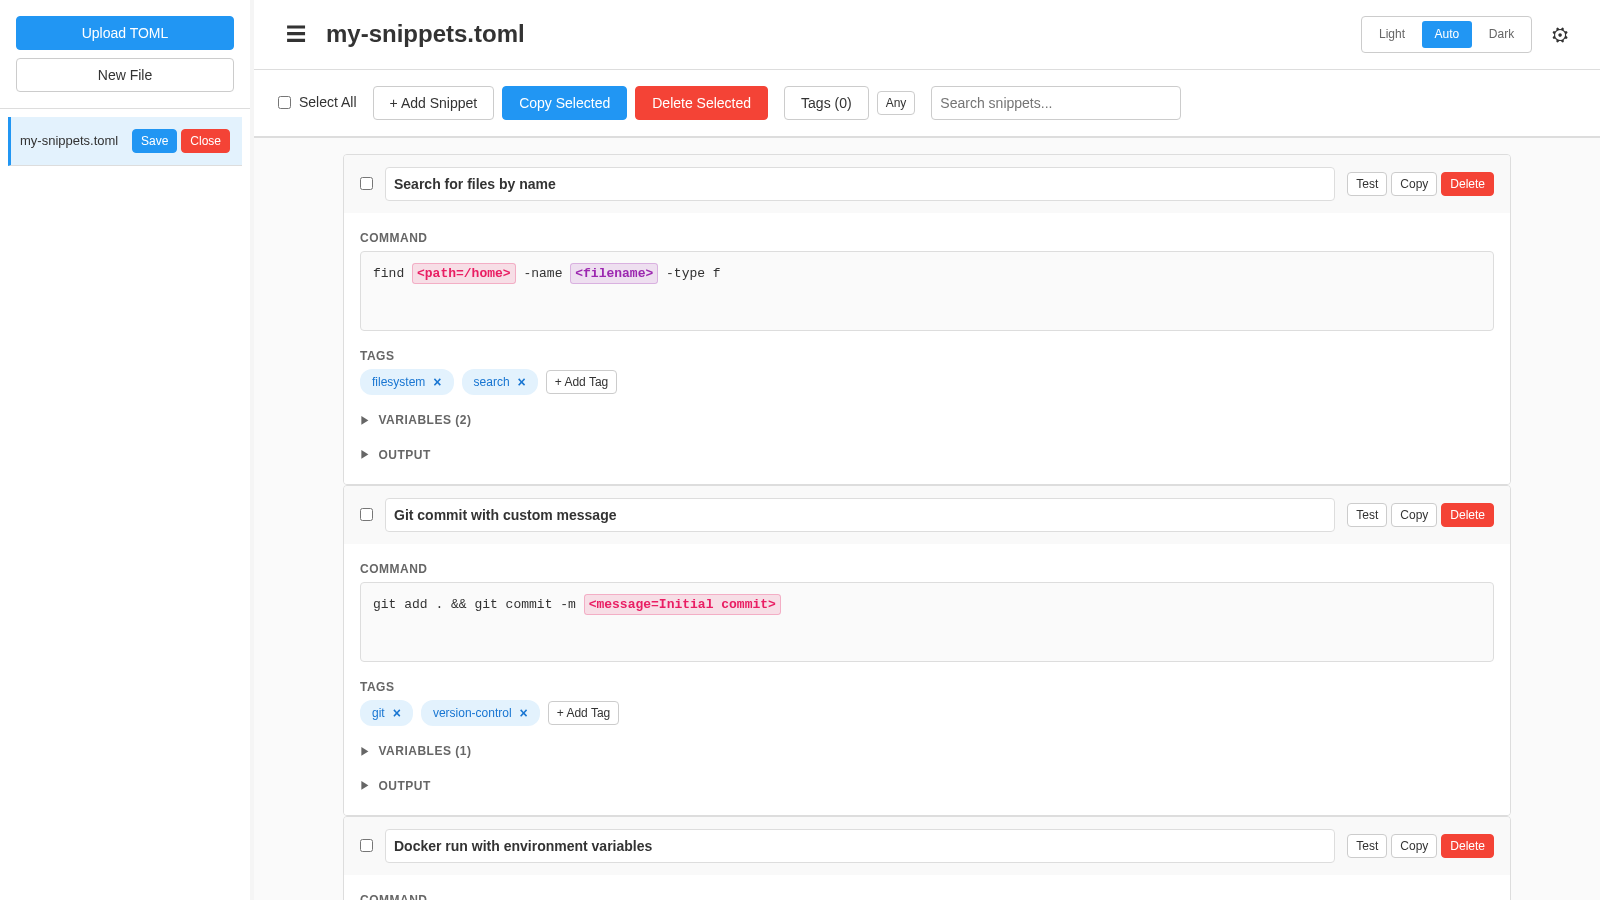 Upload TOML
New File
my-snippets.toml Save Close
my-snippets.toml
Light Auto Dark
Select All + Add Snippet Copy Selected Delete Selected Tags (0) Any Search snippets...
Search for files by name Test Copy Delete
COMMAND
find <path=/home> -name <filename> -type f
TAGS
filesystem × search × + Add Tag
VARIABLES (2)
OUTPUT
Git commit with custom message Test Copy Delete
COMMAND
git add . && git commit -m <message=Initial commit>
TAGS
git × version-control × + Add Tag
VARIABLES (1)
OUTPUT
Docker run with environment variables Test Copy Delete
COMMAND